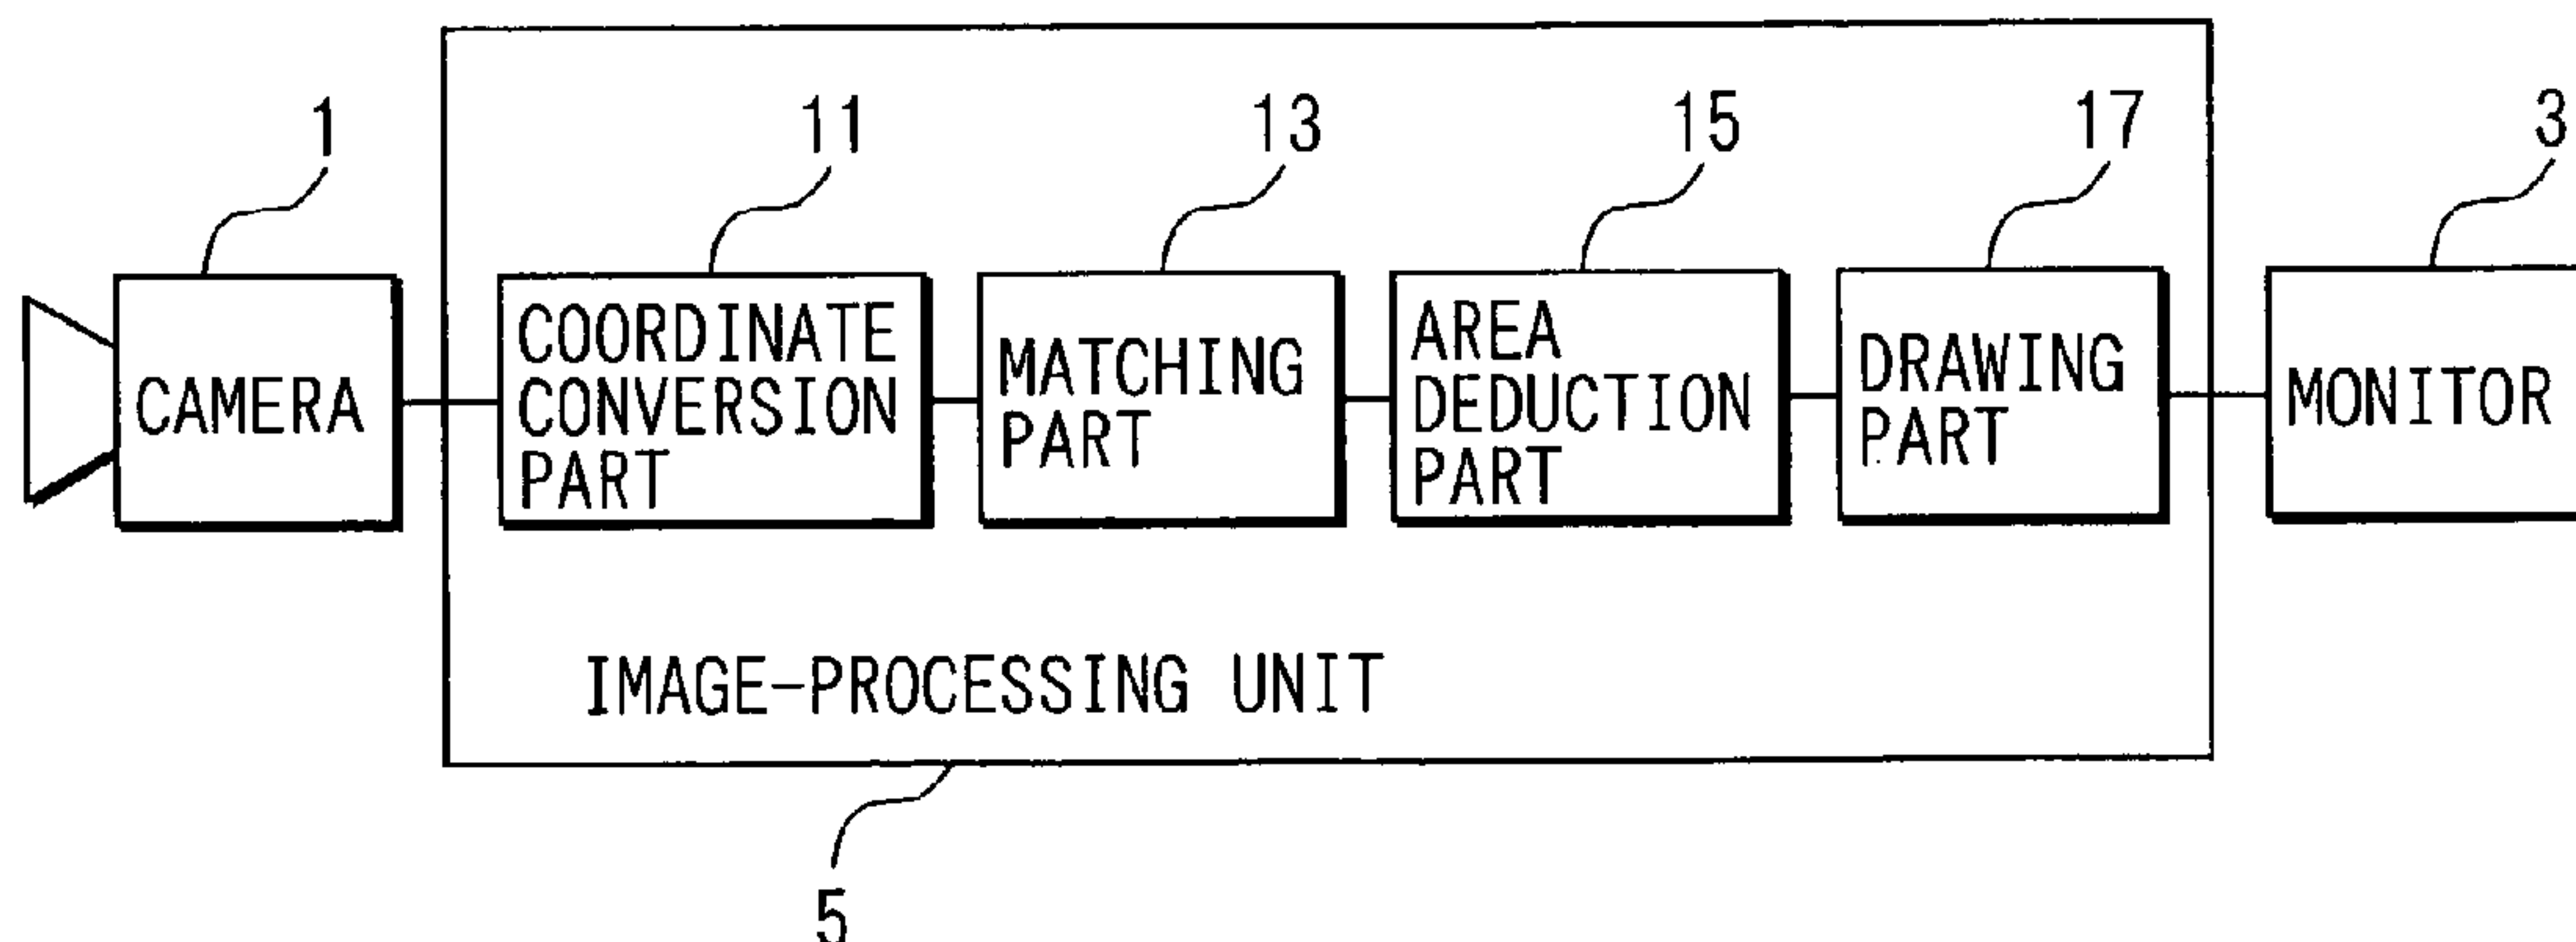 1 11 13 15 17 3
CAMERA
COORDINATE
CONVERSION
PART
MATCHING
PART
AREA
DEDUCTION
PART
DRAWING
PART
MONITOR
IMAGE-PROCESSING UNIT
5